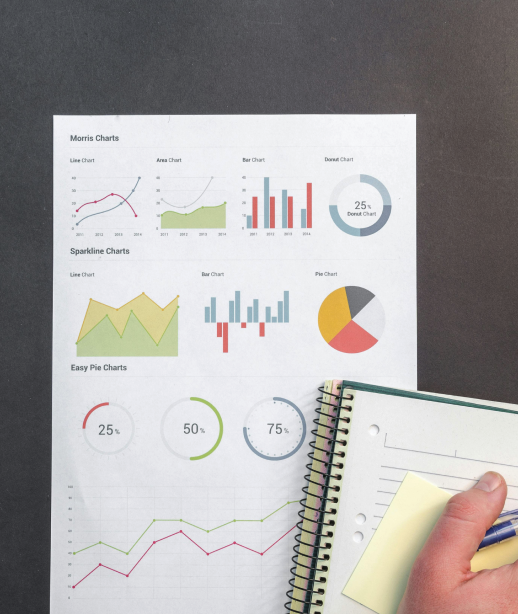 Morris Charts
Line Chart
Area Chart
Bar Chart
Donut Chart
25%
Donut Chart
Sparkline Charts
Line Chart
Bar Chart
Pie Chart
Easy Pie Charts
25%
50%
75%